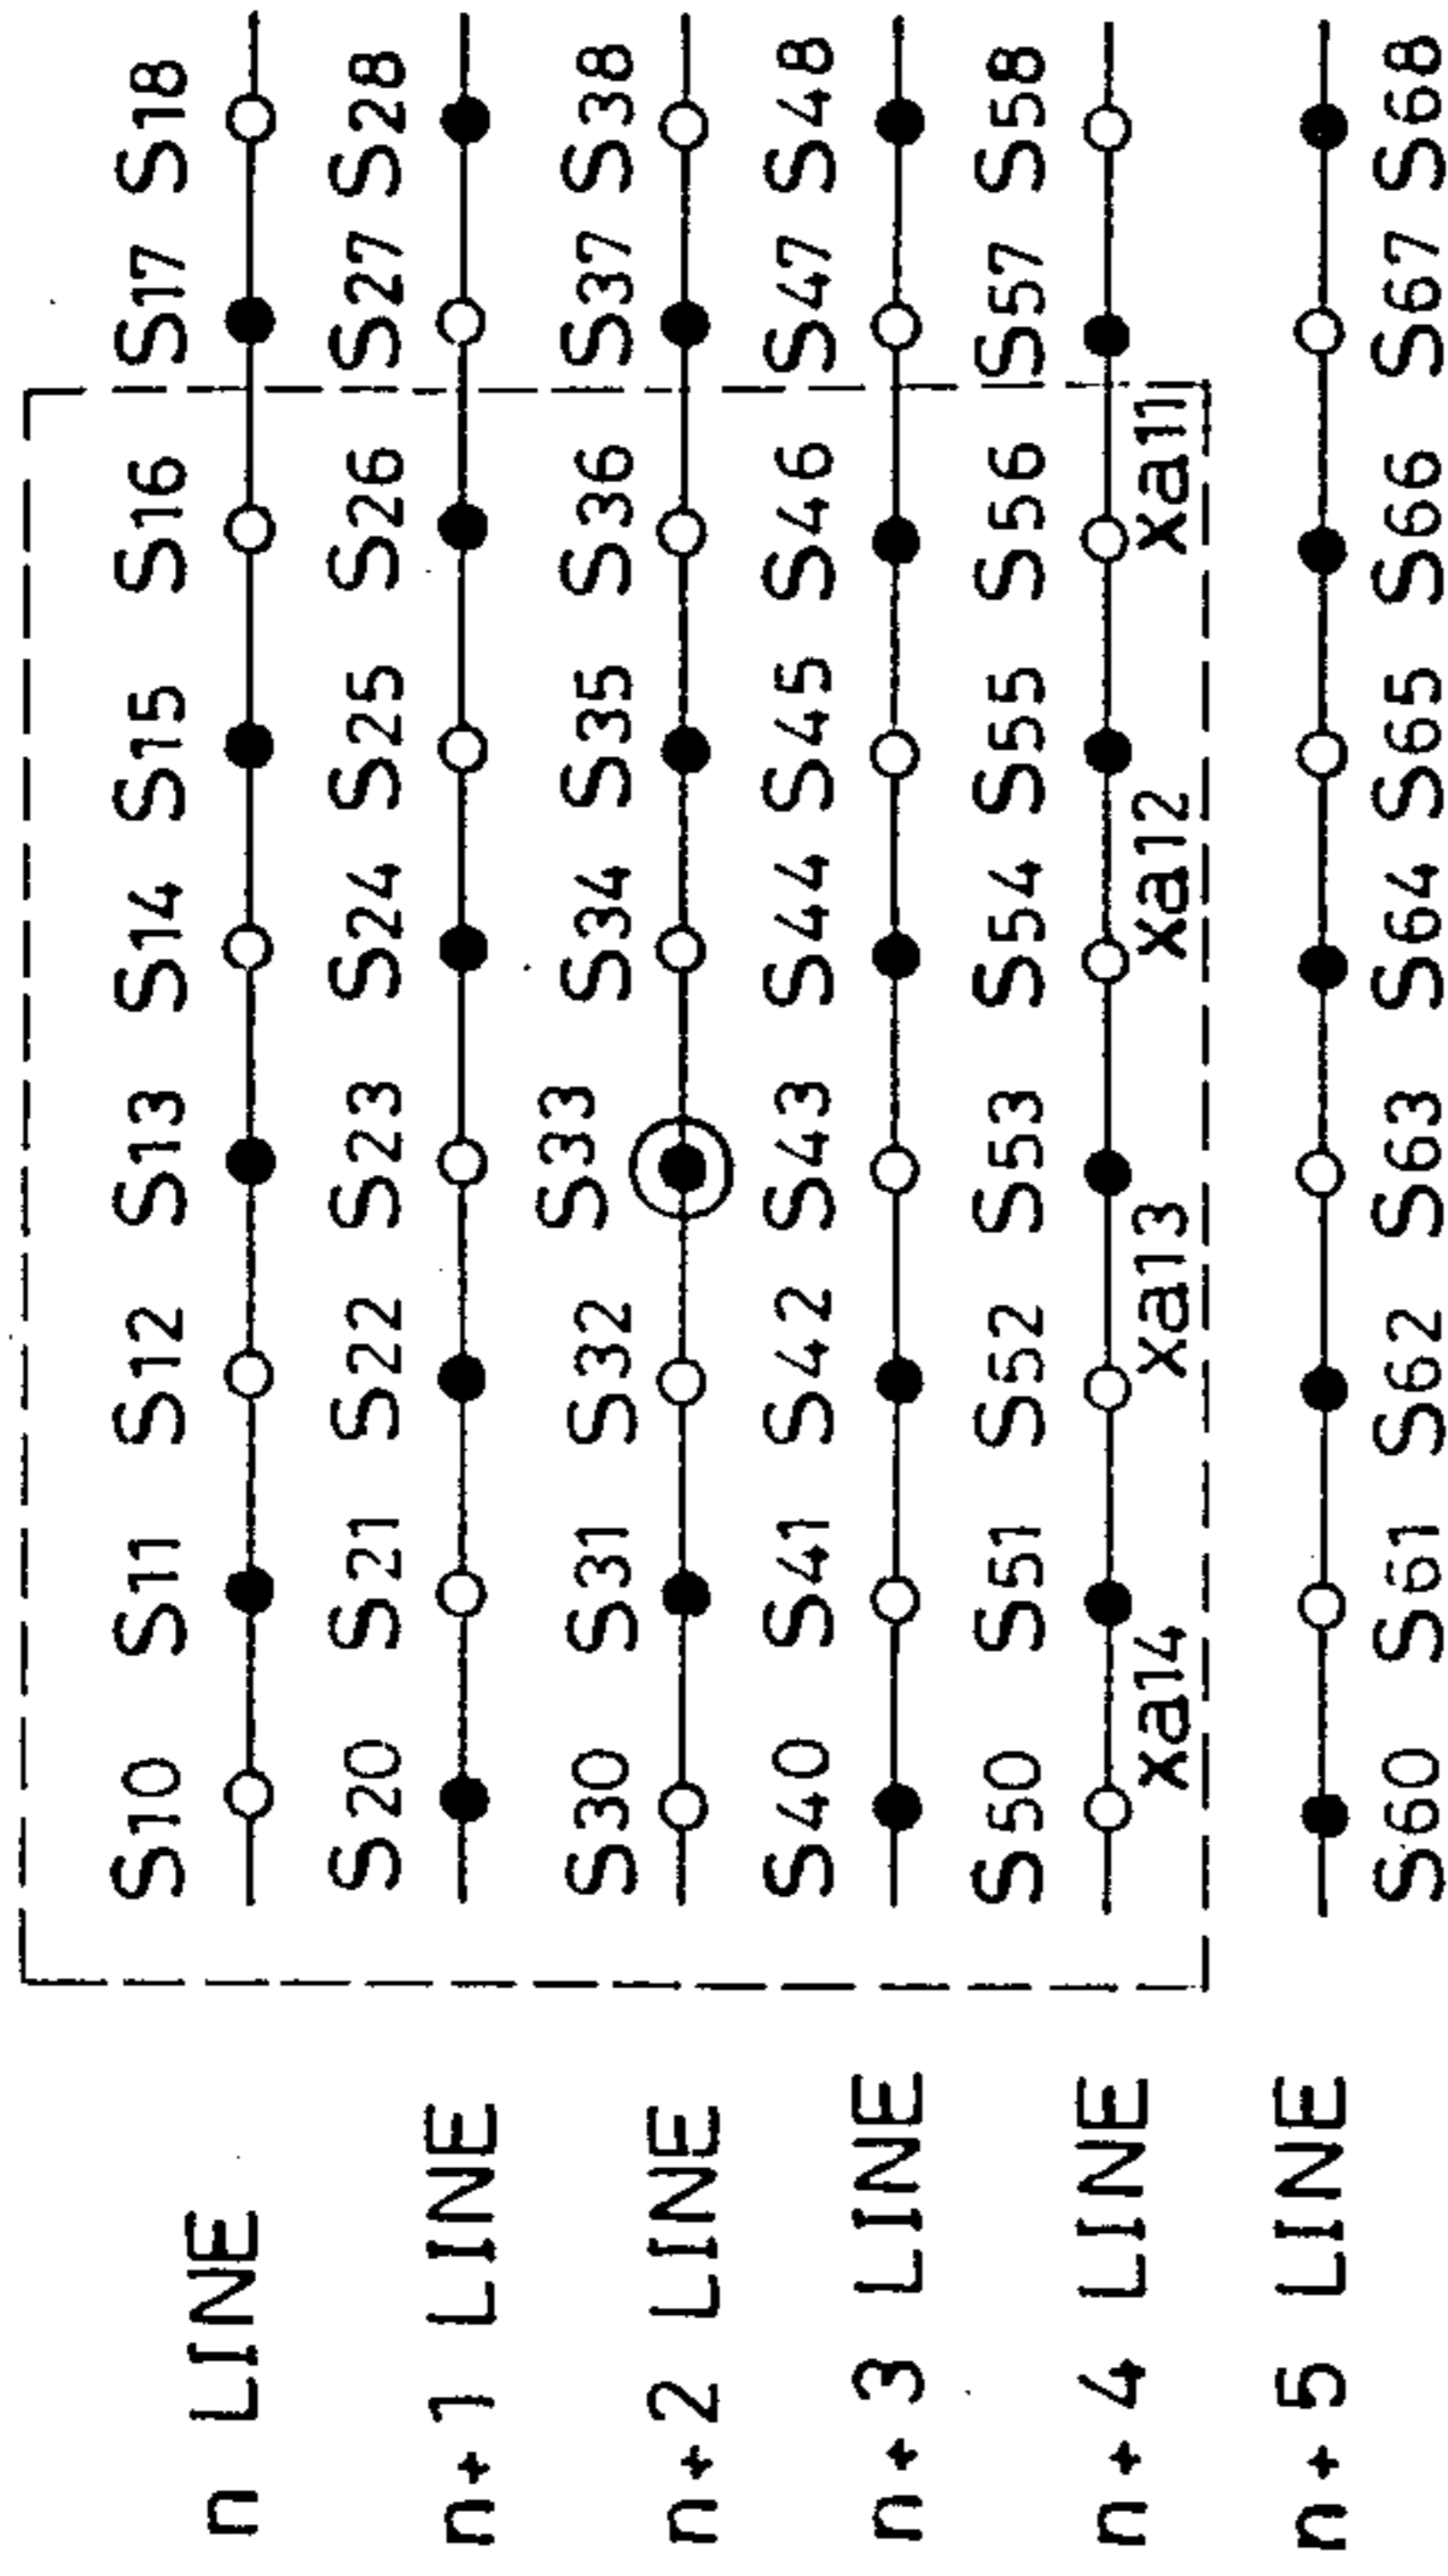 S10 S11 S12 S13 S14 S15 S16 S17 S18
n LINE
S20 S21 S22 S23 S24 S25 S26 S27 S28
n+1 LINE
S30 S31 S32 S33 S34 S35 S36 S37 S38
n+2 LINE
S40 S41 S42 S43 S44 S45 S46 S47 S48
n+3 LINE
S50 S51 S52 S53 S54 S55 S56 S57 S58
n+4 LINE
xa14 xa13 xa12 xa11
n+5 LINE
S60 S61 S62 S63 S64 S65 S66 S67 S68